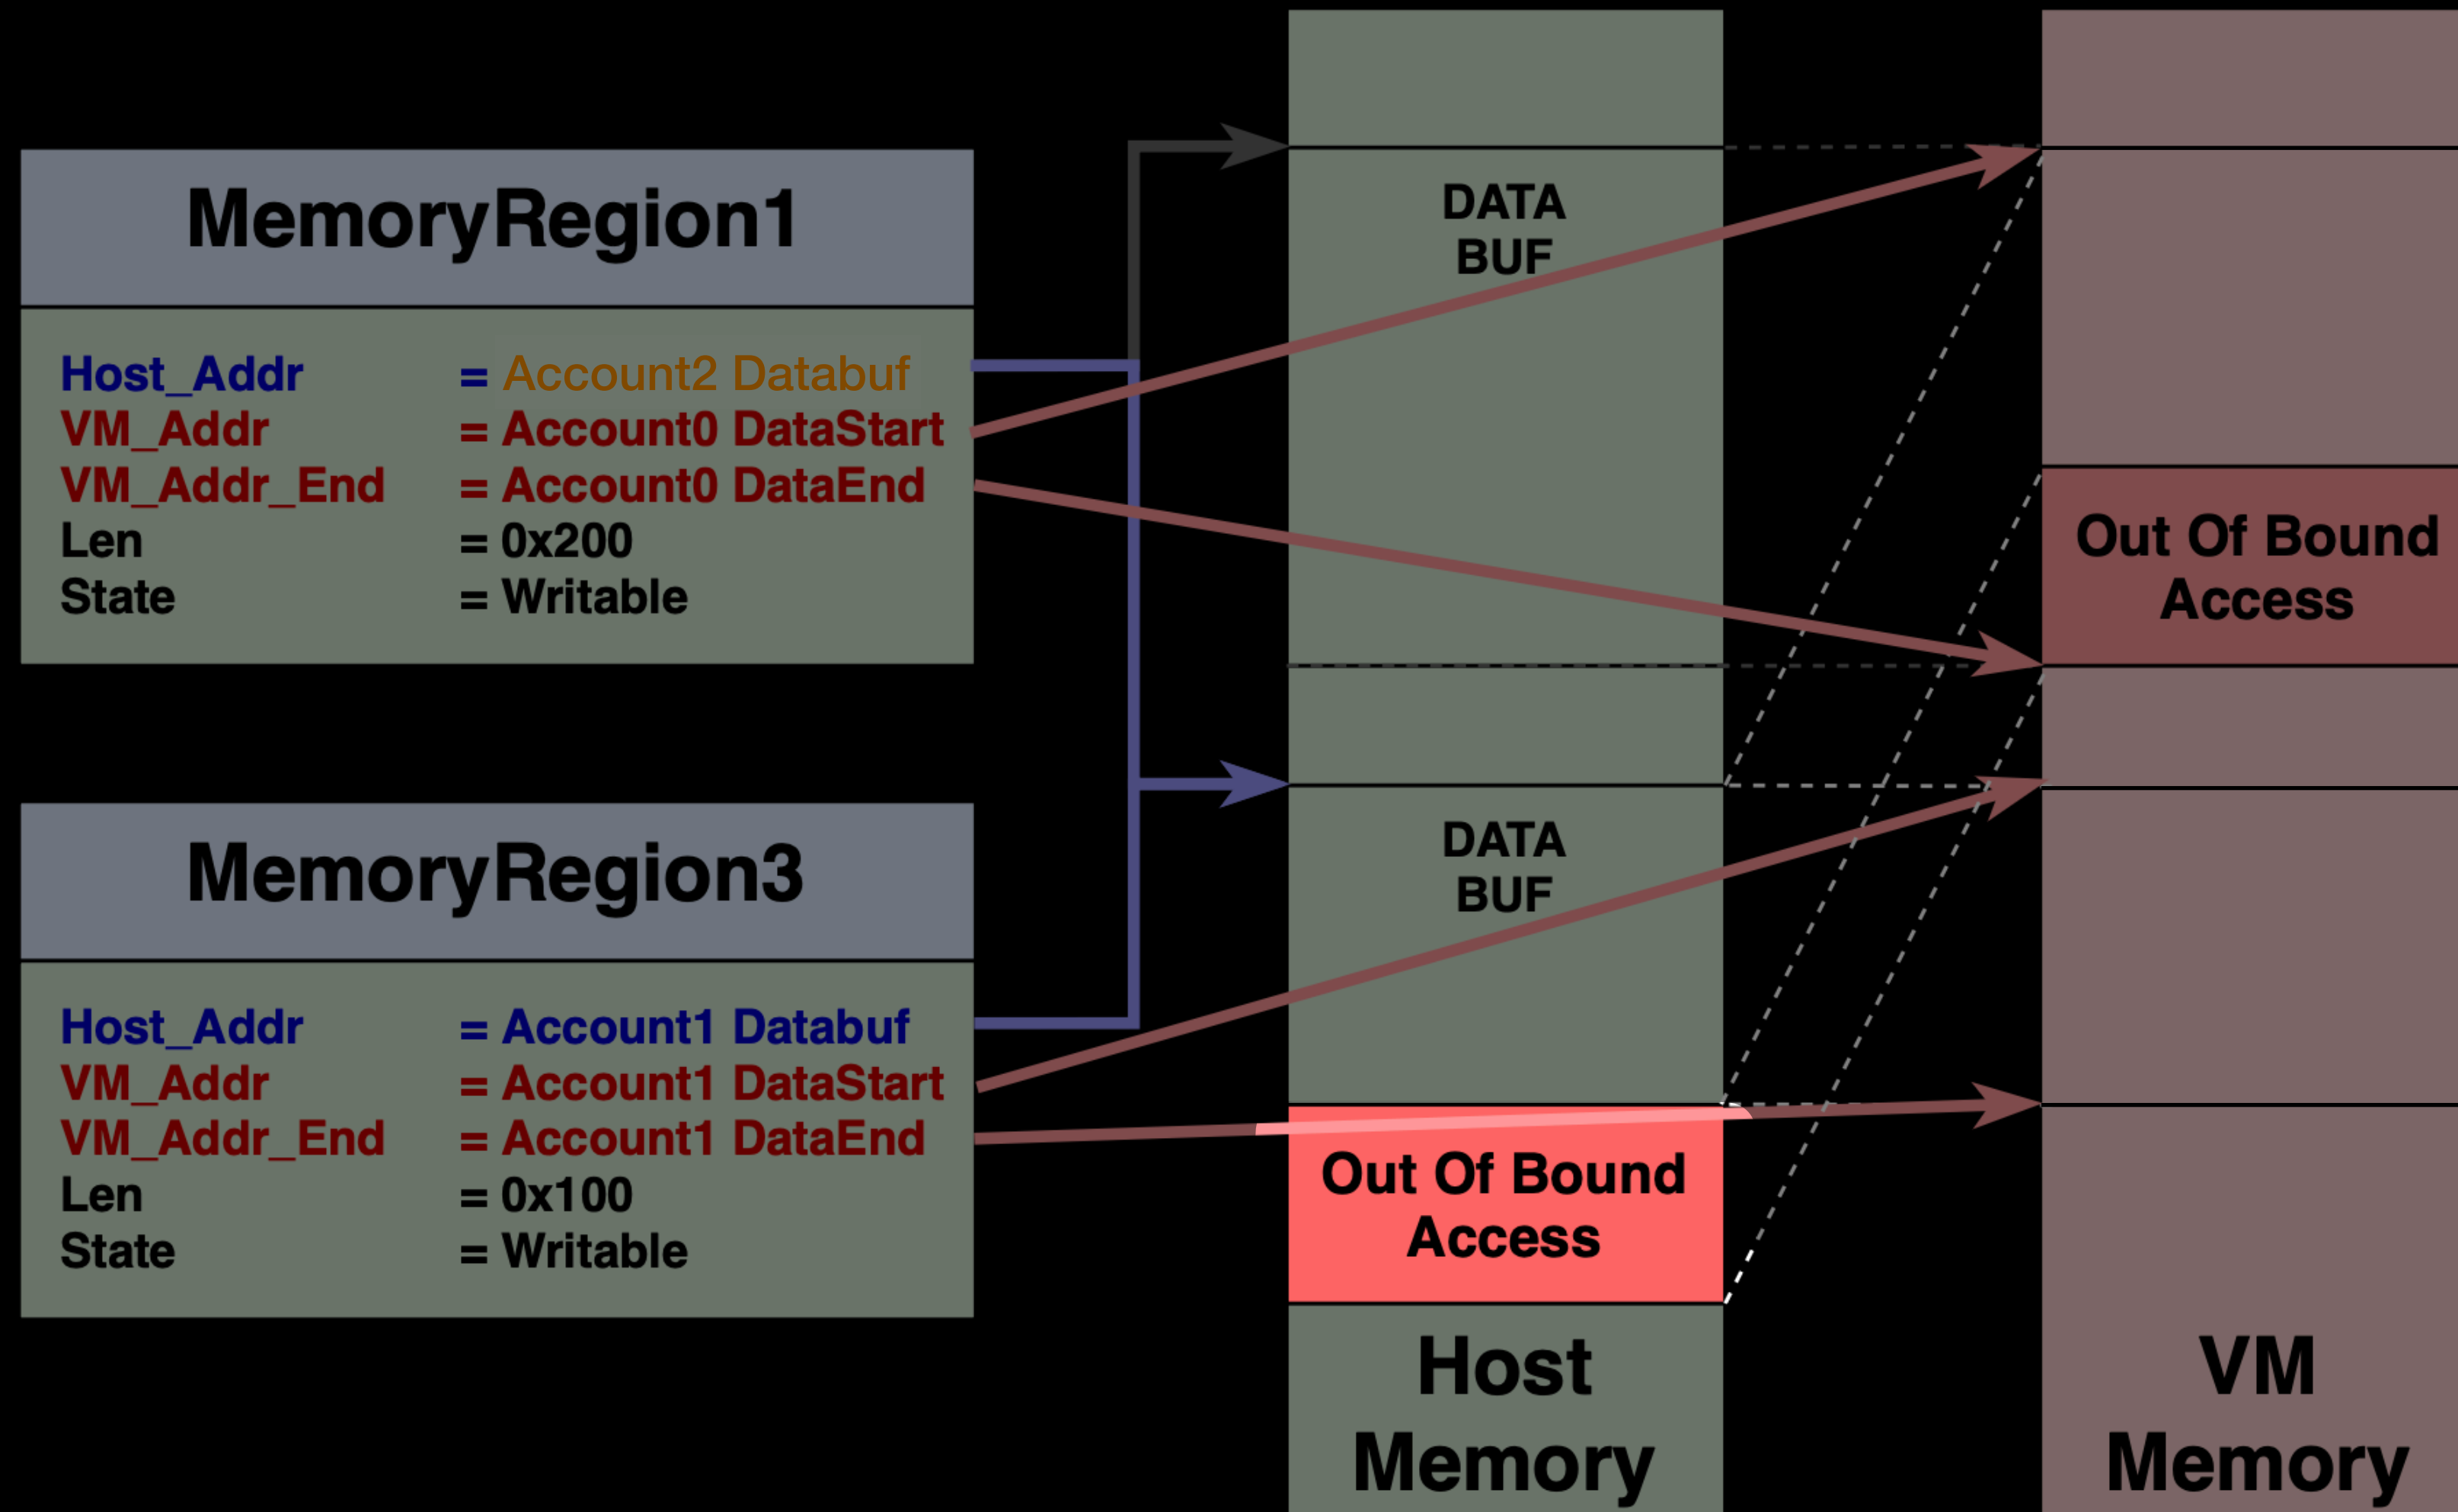 MemoryRegion1
Host_Addr = Account2 Databuf
VM_Addr = Account0 DataStart
VM_Addr_End = Account0 DataEnd
Len = 0x200
State = Writable
MemoryRegion3
Host_Addr = Account1 Databuf
VM_Addr = Account1 DataStart
VM_Addr_End = Account1 DataEnd
Len = 0x100
State = Writable
DATA
BUF
DATA
BUF
Out Of Bound
Access
Host
Memory
Out Of Bound
Access
VM
Memory